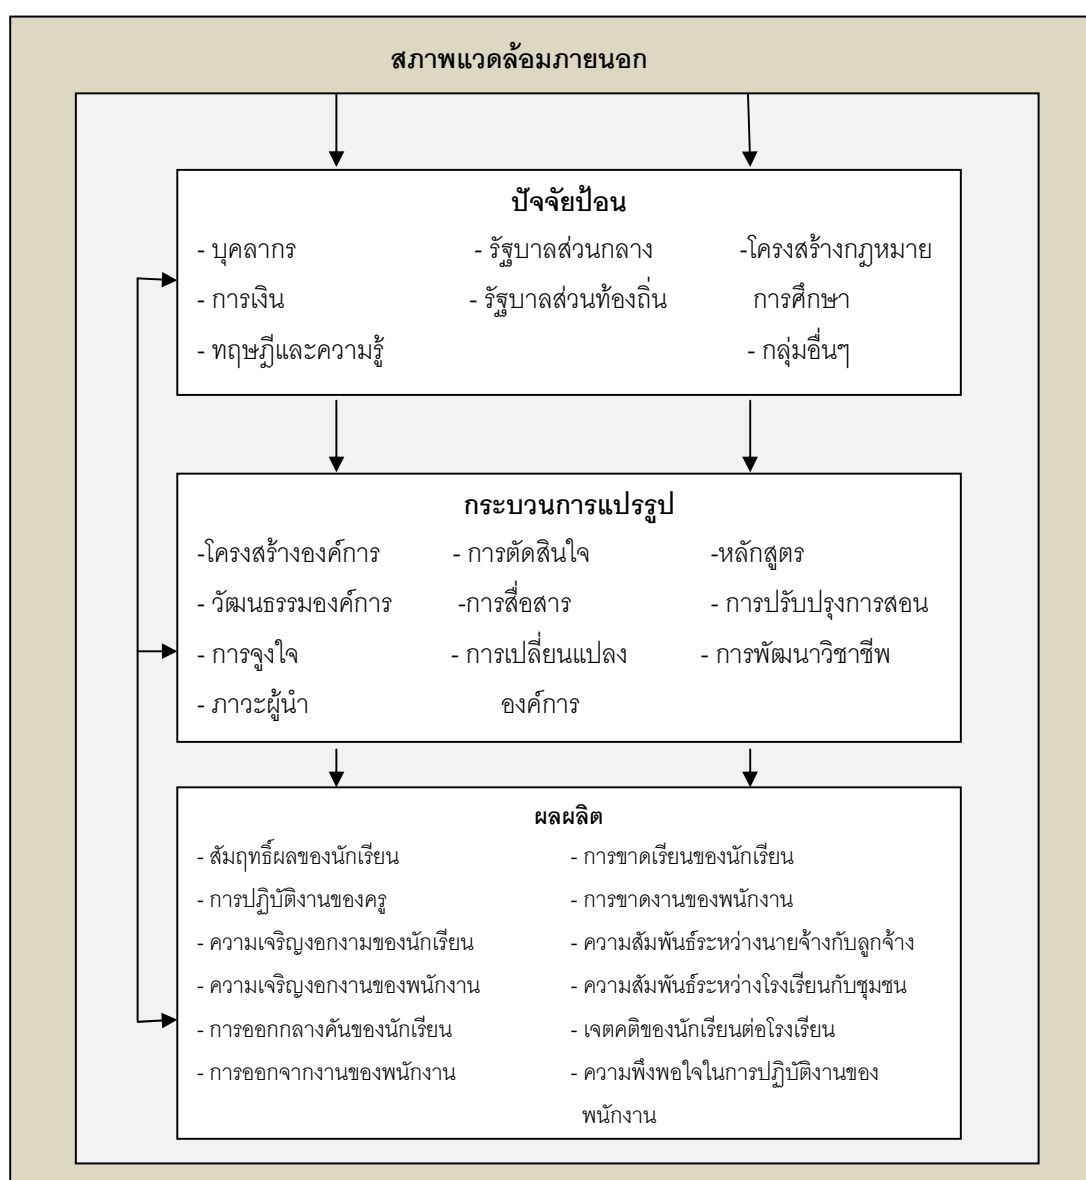 สภาพแวดล้อมภายนอก
ปัจจัยป้อน
- บุคลากร - รัฐบาลส่วนกลาง -โครงสร้างกฎหมาย
- การเงิน - รัฐบาลส่วนท้องถิ่น การศึกษา
- ทฤษฎีและความรู้ - กลุ่มอื่นๆ
กระบวนการแปรรูป
-โครงสร้างองค์การ - การตัดสินใจ -หลักสูตร
- วัฒนธรรมองค์การ -การสื่อสาร - การปรับปรุงการสอน
- การจูงใจ - การเปลี่ยนแปลง - การพัฒนาวิชาชีพ
- ภาวะผู้นำ องค์การ
ผลผลิต
- สัมฤทธิ์ผลของนักเรียน - การขาดเรียนของนักเรียน
- การปฏิบัติงานของครู - การขาดงานของพนักงาน
- ความเจริญงอกงามของนักเรียน - ความสัมพันธ์ระหว่างนายจ้างกับลูกจ้าง
- ความเจริญงอกงานของพนักงาน - ความสัมพันธ์ระหว่างโรงเรียนกับชุมชน
- การออกกลางคันของนักเรียน - เจตคติของนักเรียนต่อโรงเรียน
- การออกจากงานของพนักงาน - ความพึงพอใจในการปฏิบัติงานของ
พนักงาน